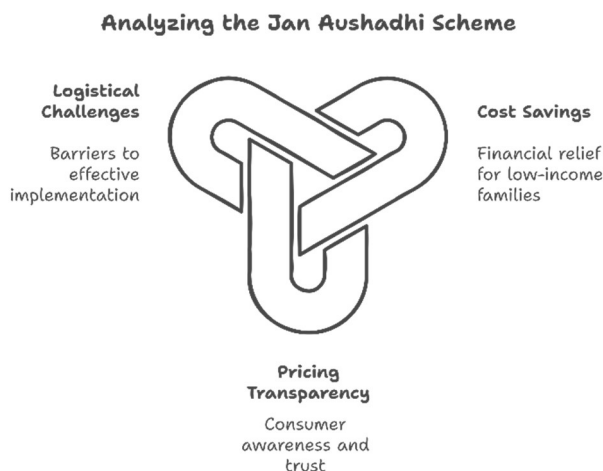 Analyzing the Jan Aushadhi Scheme
Logistical
Challenges
Barriers to
effective
implementation
Cost Savings
Financial relief
for low-income
families
Pricing
Transparency
Consumer
awareness and
trust